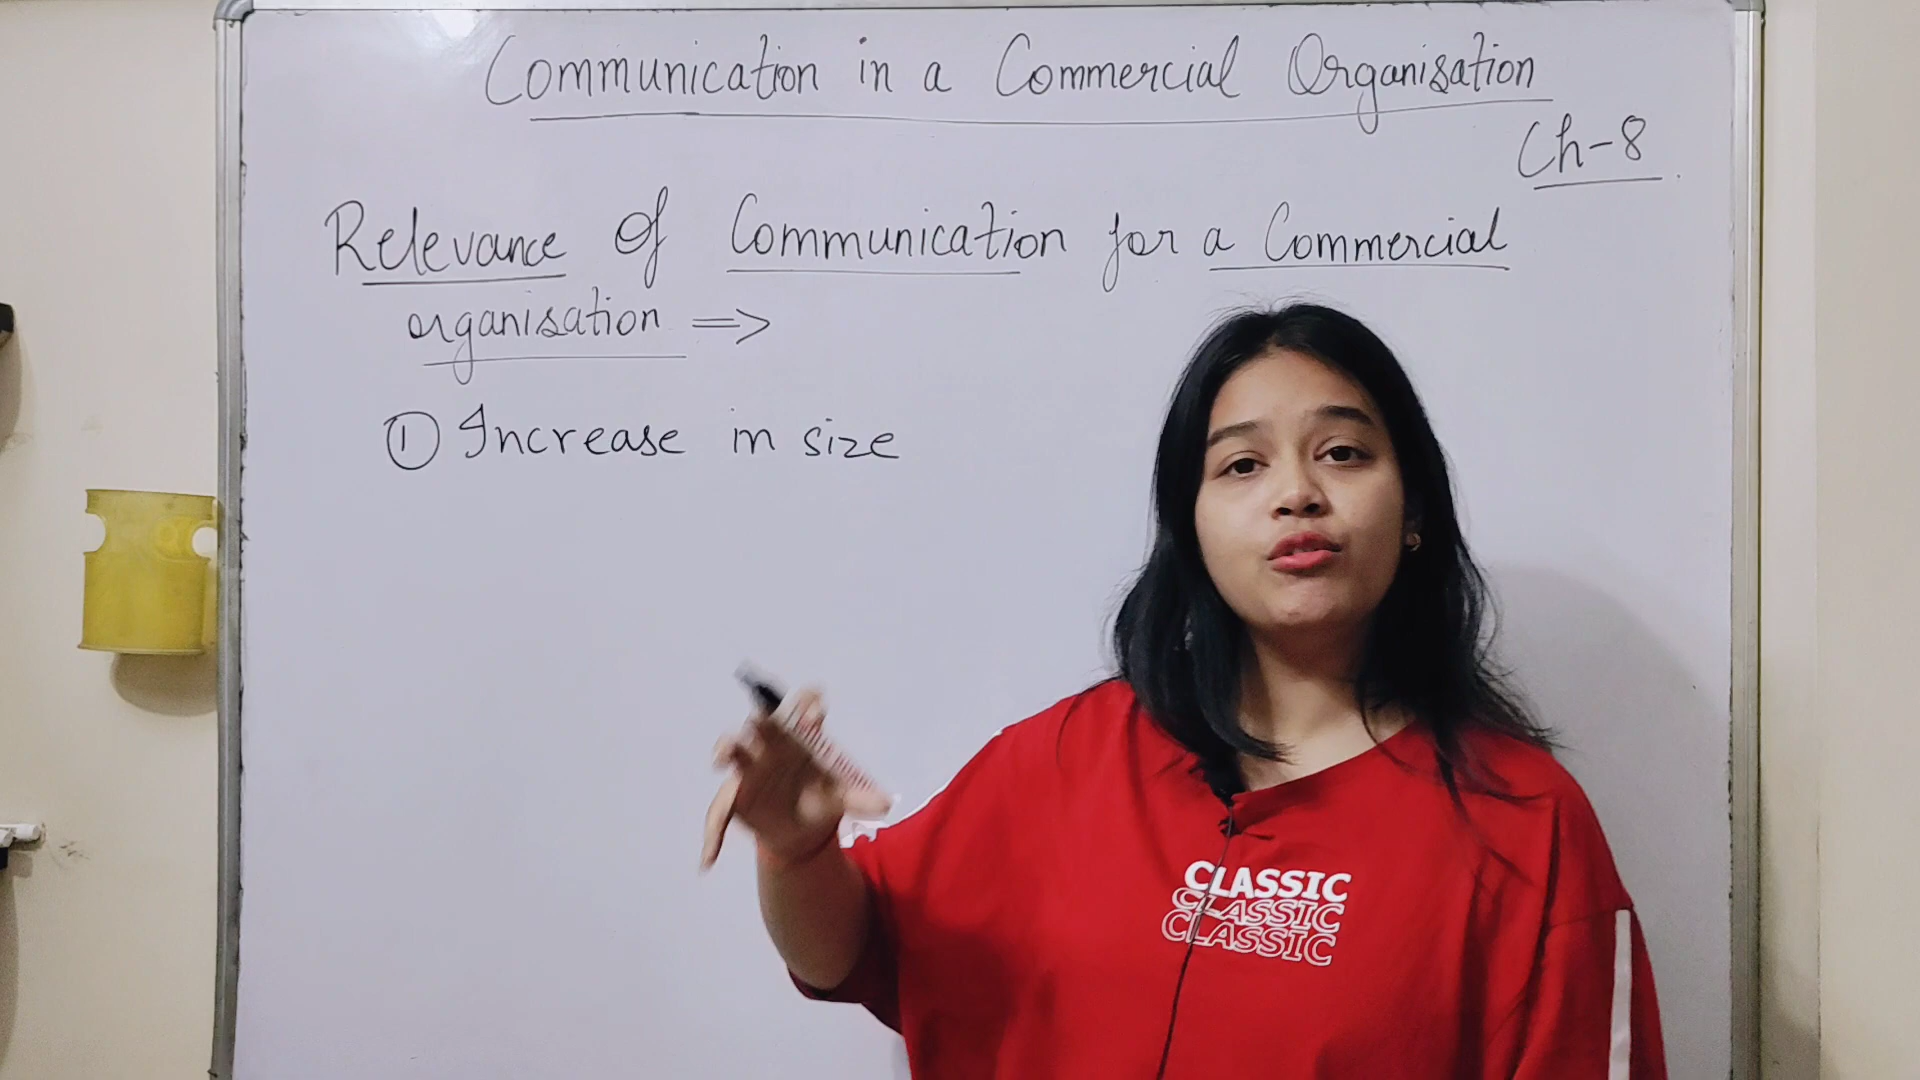 Communication in a Commercial Organisation
Ch-8
Relevance of Communication for a Commercial
organisation =>
① Increase in size
CLASSIC
CLASSIC
CLASSIC